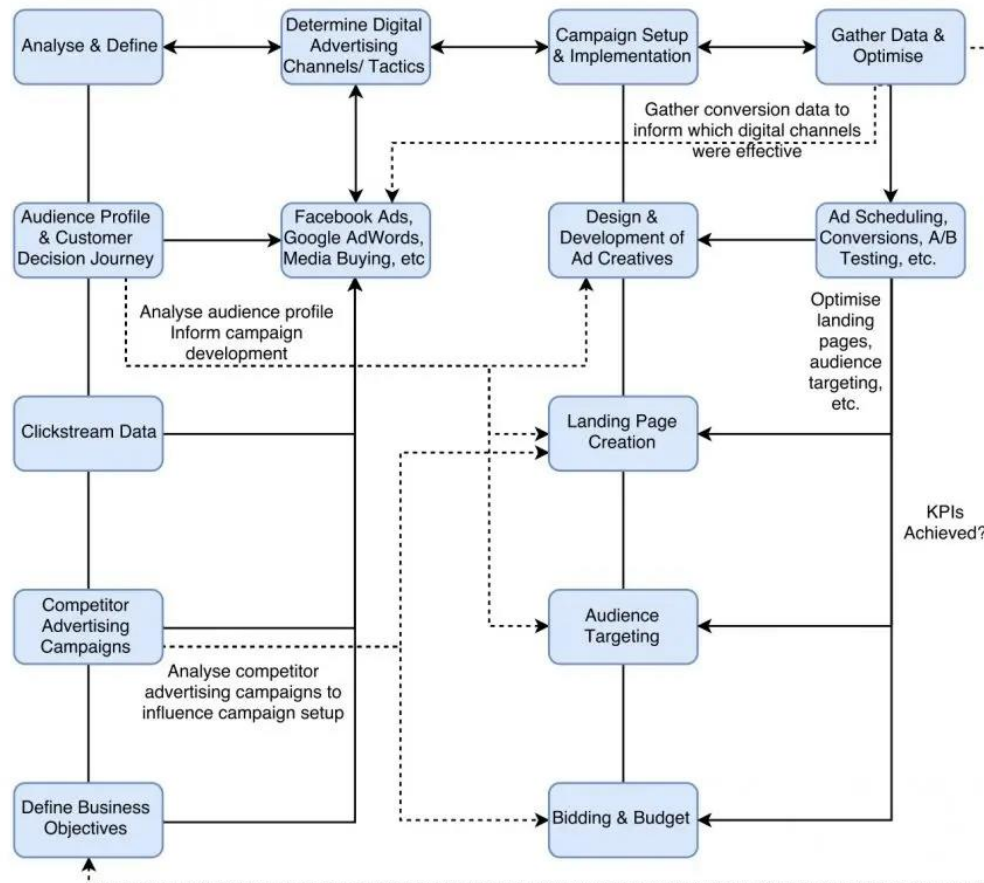 Analyse & Define
Determine Digital
Advertising
Channels/ Tactics
Campaign Setup
& Implementation
Gather Data &
Optimise
Gather conversion data to
inform which digital channels
were effective
Audience Profile
& Customer
Decision Journey
Facebook Ads,
Google AdWords,
Media Buying, etc
Design &
Development of
Ad Creatives
Ad Scheduling,
Conversions, A/B
Testing, etc.
Analyse audience profile
Inform campaign
development
Optimise
landing
pages,
audience
targeting,
etc.
Clickstream Data
Landing Page
Creation
KPIs
Achieved?
Competitor
Advertising
Campaigns
Audience
Targeting
Analyse competitor
advertising campaigns to
influence campaign setup
Define Business
Objectives
Bidding & Budget